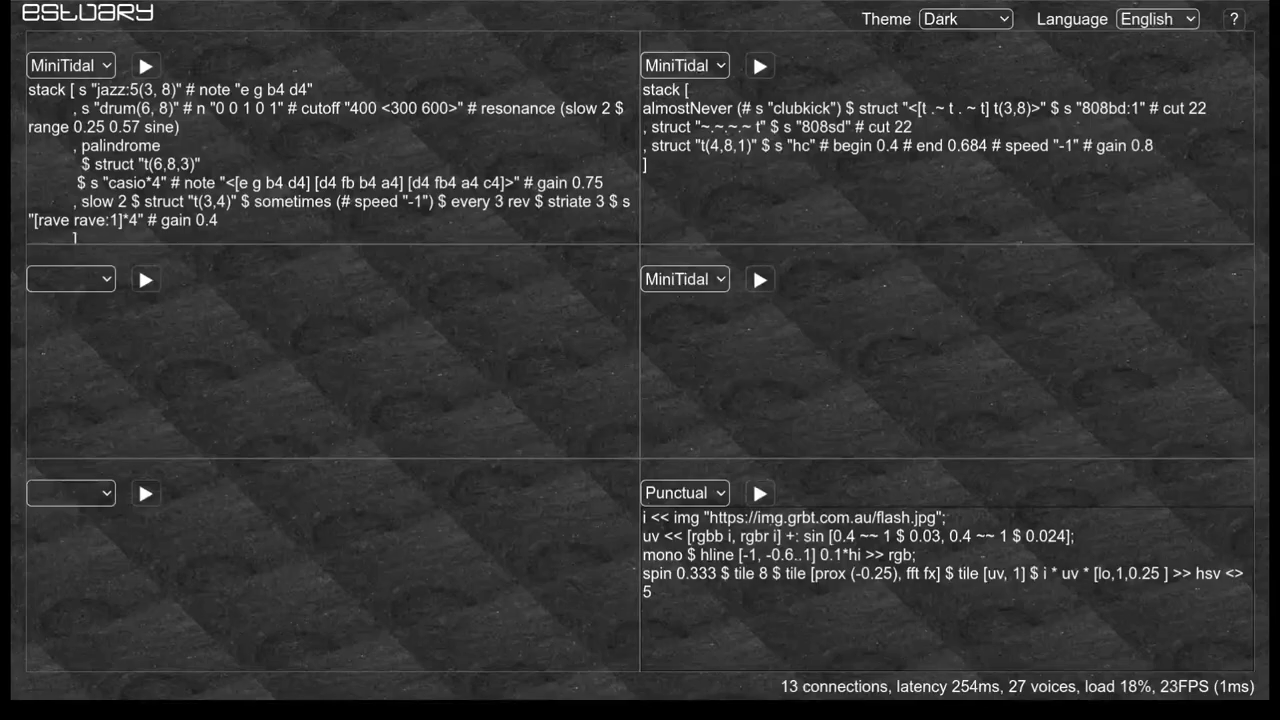 estuary
Theme Dark Language English ?
MiniTidal
stack [ s "jazz:5(3, 8)" # note "e g b4 d4"
, s "drum(6, 8)" # n "0 0 1 0 1" # cutoff "400 <300 600>" # resonance (slow 2 $
range 0.25 0.57 sine)
, palindrome
$ struct "t(6,8,3)"
$ s "casio*4" # note "<[e g b4 d4] [d4 fb b4 a4] [d4 fb4 a4 c4]>" # gain 0.75
, slow 2 $ struct "t(3,4)" $ sometimes (# speed "-1") $ every 3 rev $ striate 3 $ s
"[rave rave:1]*4" # gain 0.4
]
MiniTidal
stack [
almostNever (# s "clubkick") $ struct "<[t .~ t . ~ t] t(3,8)>" $ s "808bd:1" # cut 22
, struct "~.~.~.~ t" $ s "808sd" # cut 22
, struct "t(4,8,1)" $ s "hc" # begin 0.4 # end 0.684 # speed "-1" # gain 0.8
]
MiniTidal
Punctual
i << img "https://img.grbt.com.au/flash.jpg";
uv << [rgbb i, rgbr i] +: sin [0.4 ~~ 1 $ 0.03, 0.4 ~~ 1 $ 0.024];
mono $ hline [-1, -0.6..1] 0.1*hi >> rgb;
spin 0.333 $ tile 8 $ tile [prox (-0.25), fft fx] $ tile [uv, 1] $ i * uv * [lo,1,0.25 ] >> hsv <>
5
13 connections, latency 254ms, 27 voices, load 18%, 23FPS (1ms)